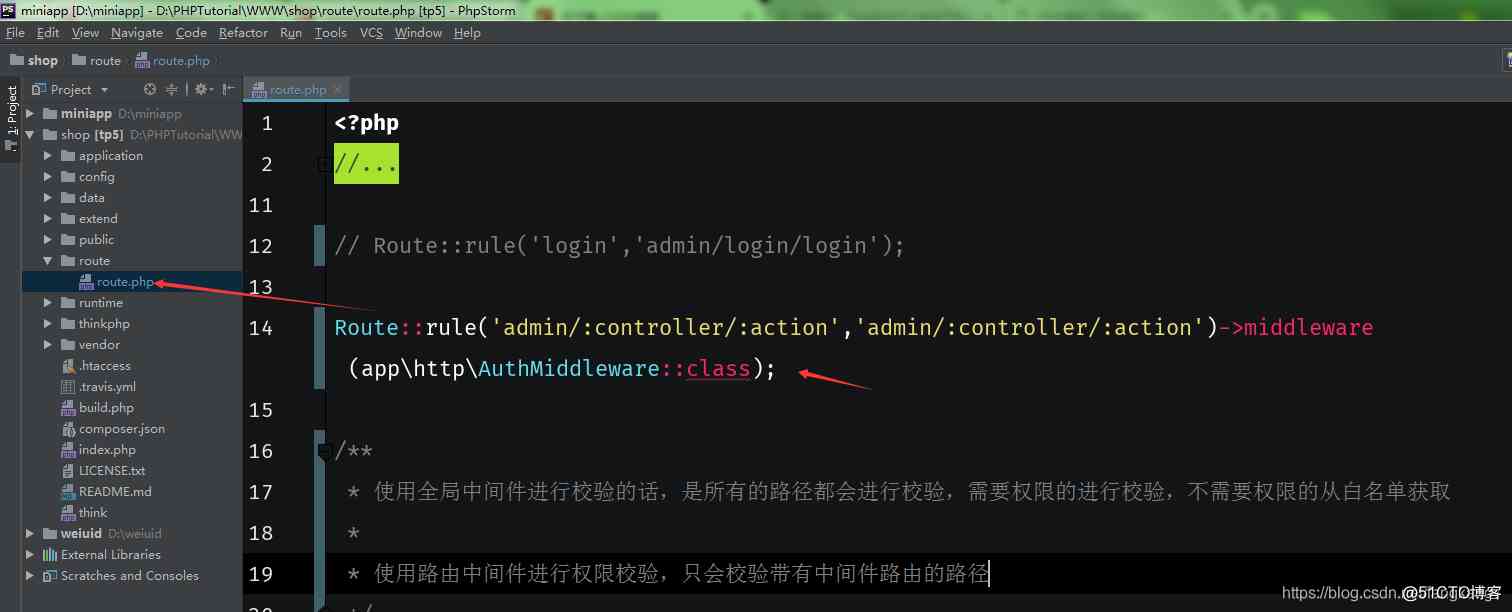 miniapp [D:\miniapp] - D:\PHPTutorial\WWW\shop\route\route.php [tp5] - PhpStorm
File Edit View Navigate Code Refactor Run Tools VCS Window Help
shop route route.php
1: Project
Project
route.php
miniapp D:\miniapp
shop [tp5] D:\PHPTutorial\WW
application
config
data
extend
public
route
route.php
runtime
thinkphp
vendor
.htaccess
.travis.yml
build.php
composer.json
index.php
LICENSE.txt
README.md
think
weiuid D:\weiuid
External Libraries
Scratches and Consoles
1 <?php
2 //...
11
12 // Route::rule('login','admin/login/login');
13
14 Route::rule('admin/:controller/:action','admin/:controller/:action')->middleware
(app\http\AuthMiddleware::class);
15
16 /**
17 * 使用全局中间件进行校验的话，是所有的路径都会进行校验，需要权限的进行校验，不需要权限的从白名单获取
18 *
19 * 使用路由中间件进行权限校验，只会校验带有中间件路由的路径
20 */
https://blog.csdn.n
@51CTO博客